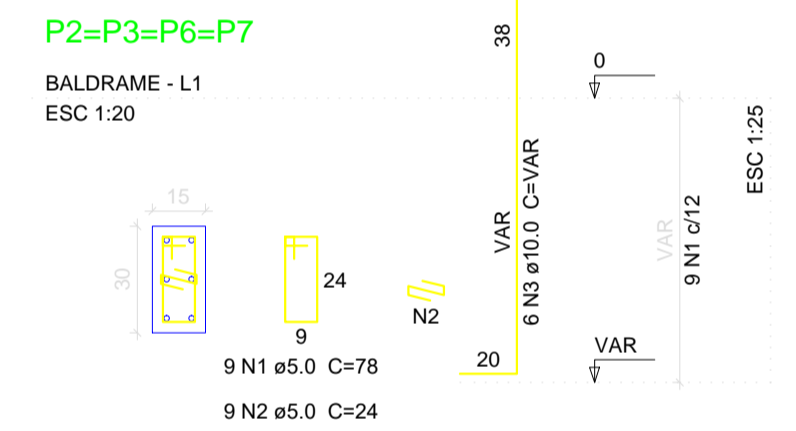 P2=P3=P6=P7
BALDRAME - L1
ESC 1:20
15
30
24
9
9 N1 ø5.0 C=78
9 N2 ø5.0 C=24
N2
38
VAR
6 N3 ø10.0 C=VAR
20
0
VAR
VAR
9 N1 c/12
ESC 1:25